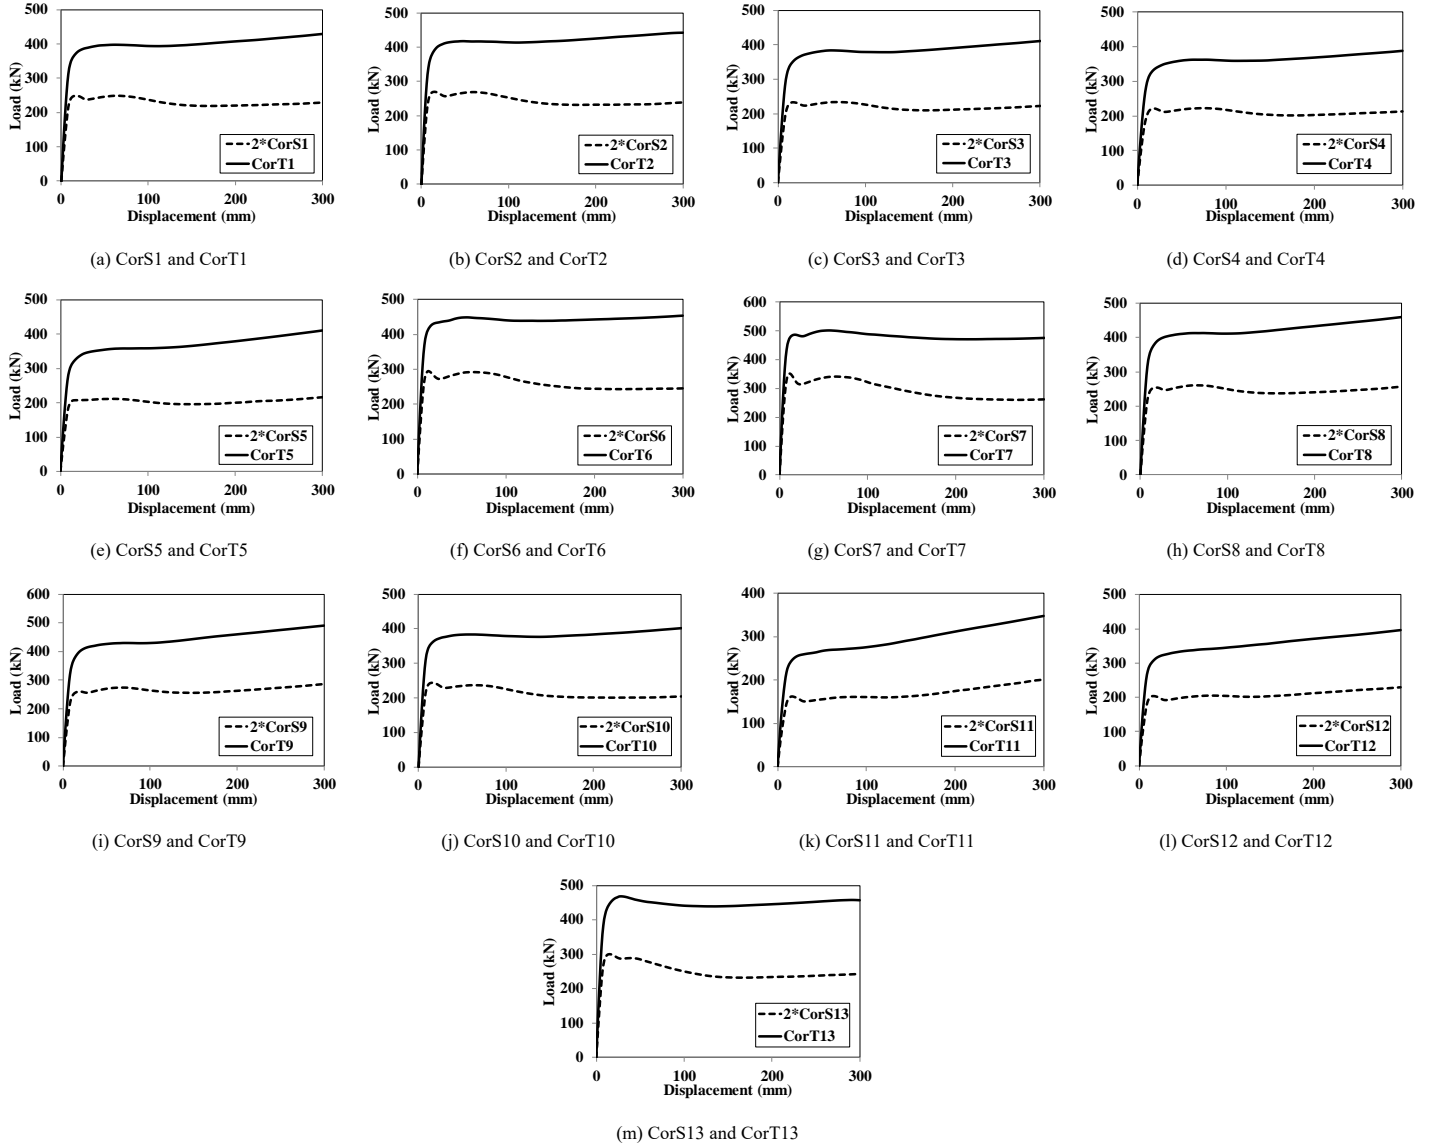 500
400
300
200
100
0
Load (kN)
2*CorS1
CorT1
0 100 200 300
Displacement (mm)
(a) CorS1 and CorT1
500
400
300
200
100
0
Load (kN)
2*CorS2
CorT2
0 100 200 300
Displacement (mm)
(b) CorS2 and CorT2
500
400
300
200
100
0
Load (kN)
2*CorS3
CorT3
0 100 200 300
Displacement (mm)
(c) CorS3 and CorT3
500
400
300
200
100
0
Load (kN)
2*CorS4
CorT4
0 100 200 300
Displacement (mm)
(d) CorS4 and CorT4
500
400
300
200
100
0
Load (kN)
2*CorS5
CorT5
0 100 200 300
Displacement (mm)
(e) CorS5 and CorT5
500
400
300
200
100
0
Load (kN)
2*CorS6
CorT6
0 100 200 300
Displacement (mm)
(f) CorS6 and CorT6
600
500
400
300
200
100
0
Load (kN)
2*CorS7
CorT7
0 100 200 300
Displacement (mm)
(g) CorS7 and CorT7
500
400
300
200
100
0
Load (kN)
2*CorS8
CorT8
0 100 200 300
Displacement (mm)
(h) CorS8 and CorT8
600
500
400
300
200
100
0
Load (kN)
2*CorS9
CorT9
0 100 200 300
Displacement (mm)
(i) CorS9 and CorT9
500
400
300
200
100
0
Load (kN)
2*CorS10
CorT10
0 100 200 300
Displacement (mm)
(j) CorS10 and CorT10
400
300
200
100
0
Load (kN)
2*CorS11
CorT11
0 100 200 300
Displacement (mm)
(k) CorS11 and CorT11
500
400
300
200
100
0
Load (kN)
2*CorS12
CorT12
0 100 200 300
Displacement (mm)
(l) CorS12 and CorT12
500
400
300
200
100
0
Load (kN)
2*CorS13
CorT13
0 100 200 300
Displacement (mm)
(m) CorS13 and CorT13